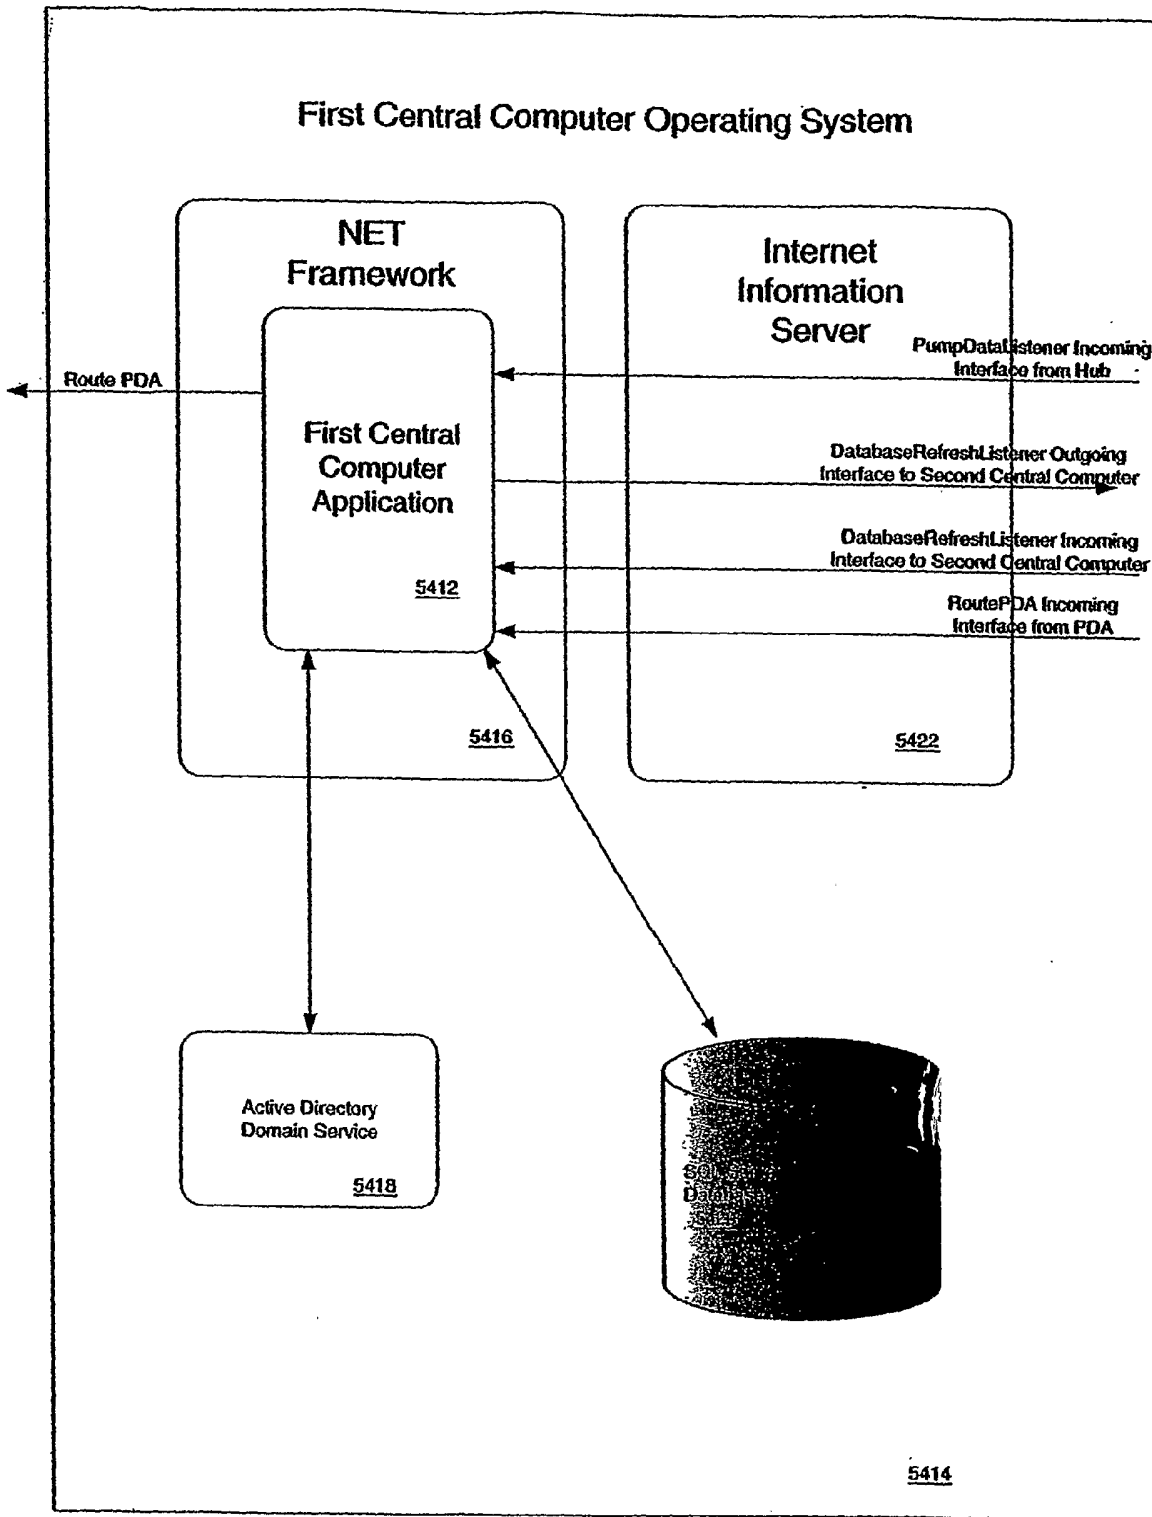 First Central Computer Operating System
NET
Framework
Internet
Information
Server
PumpDataListener Incoming
Interface from Hub
Route PDA
First Central
Computer
Application
DatabaseRefreshListener Outgoing
Interface to Second Central Computer
DatabaseRefreshListener Incoming
Interface to Second Central Computer
5412
RoutePDA Incoming
Interface from PDA
5416
5422
Active Directory
Domain Service
5418
5414